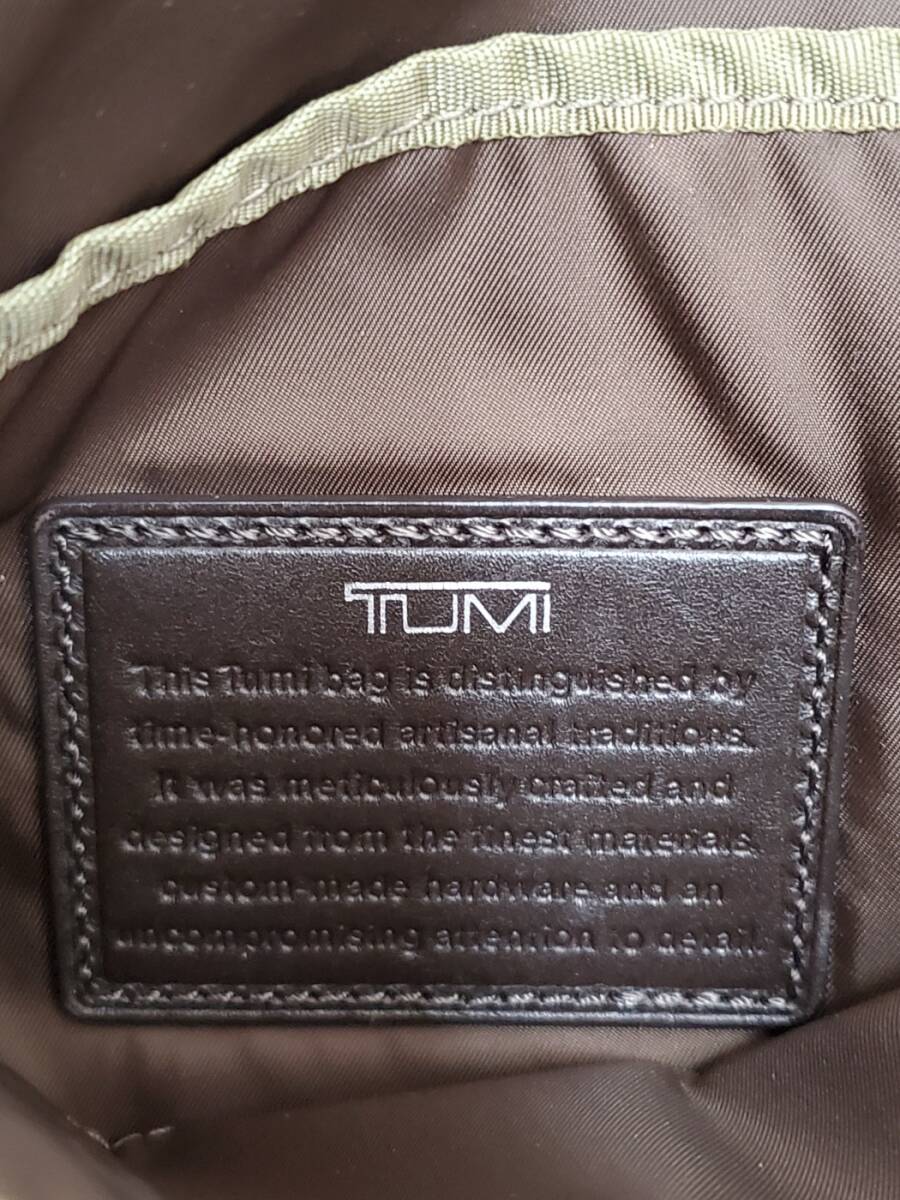 TUMI
This Tumi bag is distinguished by
time-honored artisanal traditions.
It was meticulously crafted and
designed from the finest materials,
custom-made hardware and an
uncompromising attention to detail.